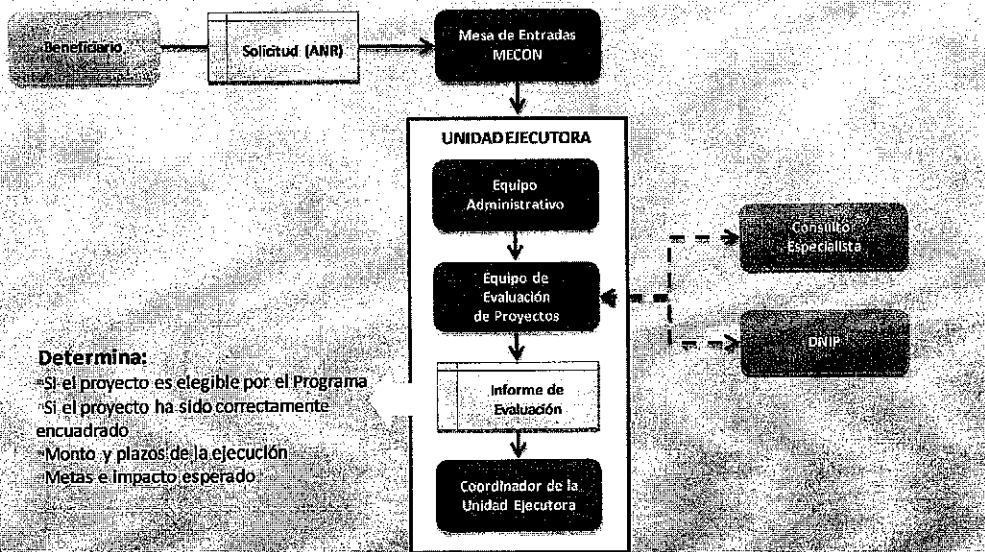 Beneficiario
Solicitud (ANR)
Mesa de Entradas
MECON
UNIDAD EJECUTORA
Equipo
Administrativo
Equipo de
Evaluación
de Proyectos
Consultor
Especialista
DNIP
Informe de
Evaluación
Coordinador de la
Unidad Ejecutora
Determina:
Si el proyecto es elegible por el Programa
Si el proyecto ha sido correctamente
encuadrado
Monto y plazos de la ejecución
Metas e impacto esperado